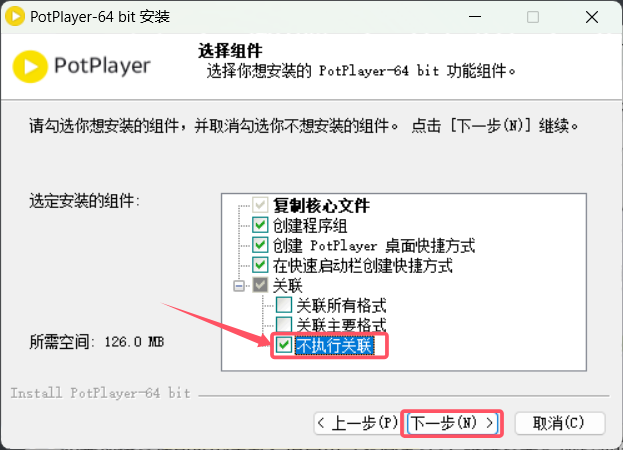 PotPlayer-64 bit 安装
PotPlayer
选择组件
选择你想安装的 PotPlayer-64 bit 功能组件。
请勾选你想安装的组件，并取消勾选你不想安装的组件。 点击 [下一步(N)] 继续。
选定安装的组件:
复制核心文件
创建程序组
创建 PotPlayer 桌面快捷方式
在快速启动栏创建快捷方式
关联
关联所有格式
关联主要格式
不执行关联
所需空间: 126.0 MB
Install PotPlayer-64 bit
< 上一步(P) 下一步(N) > 取消(C)